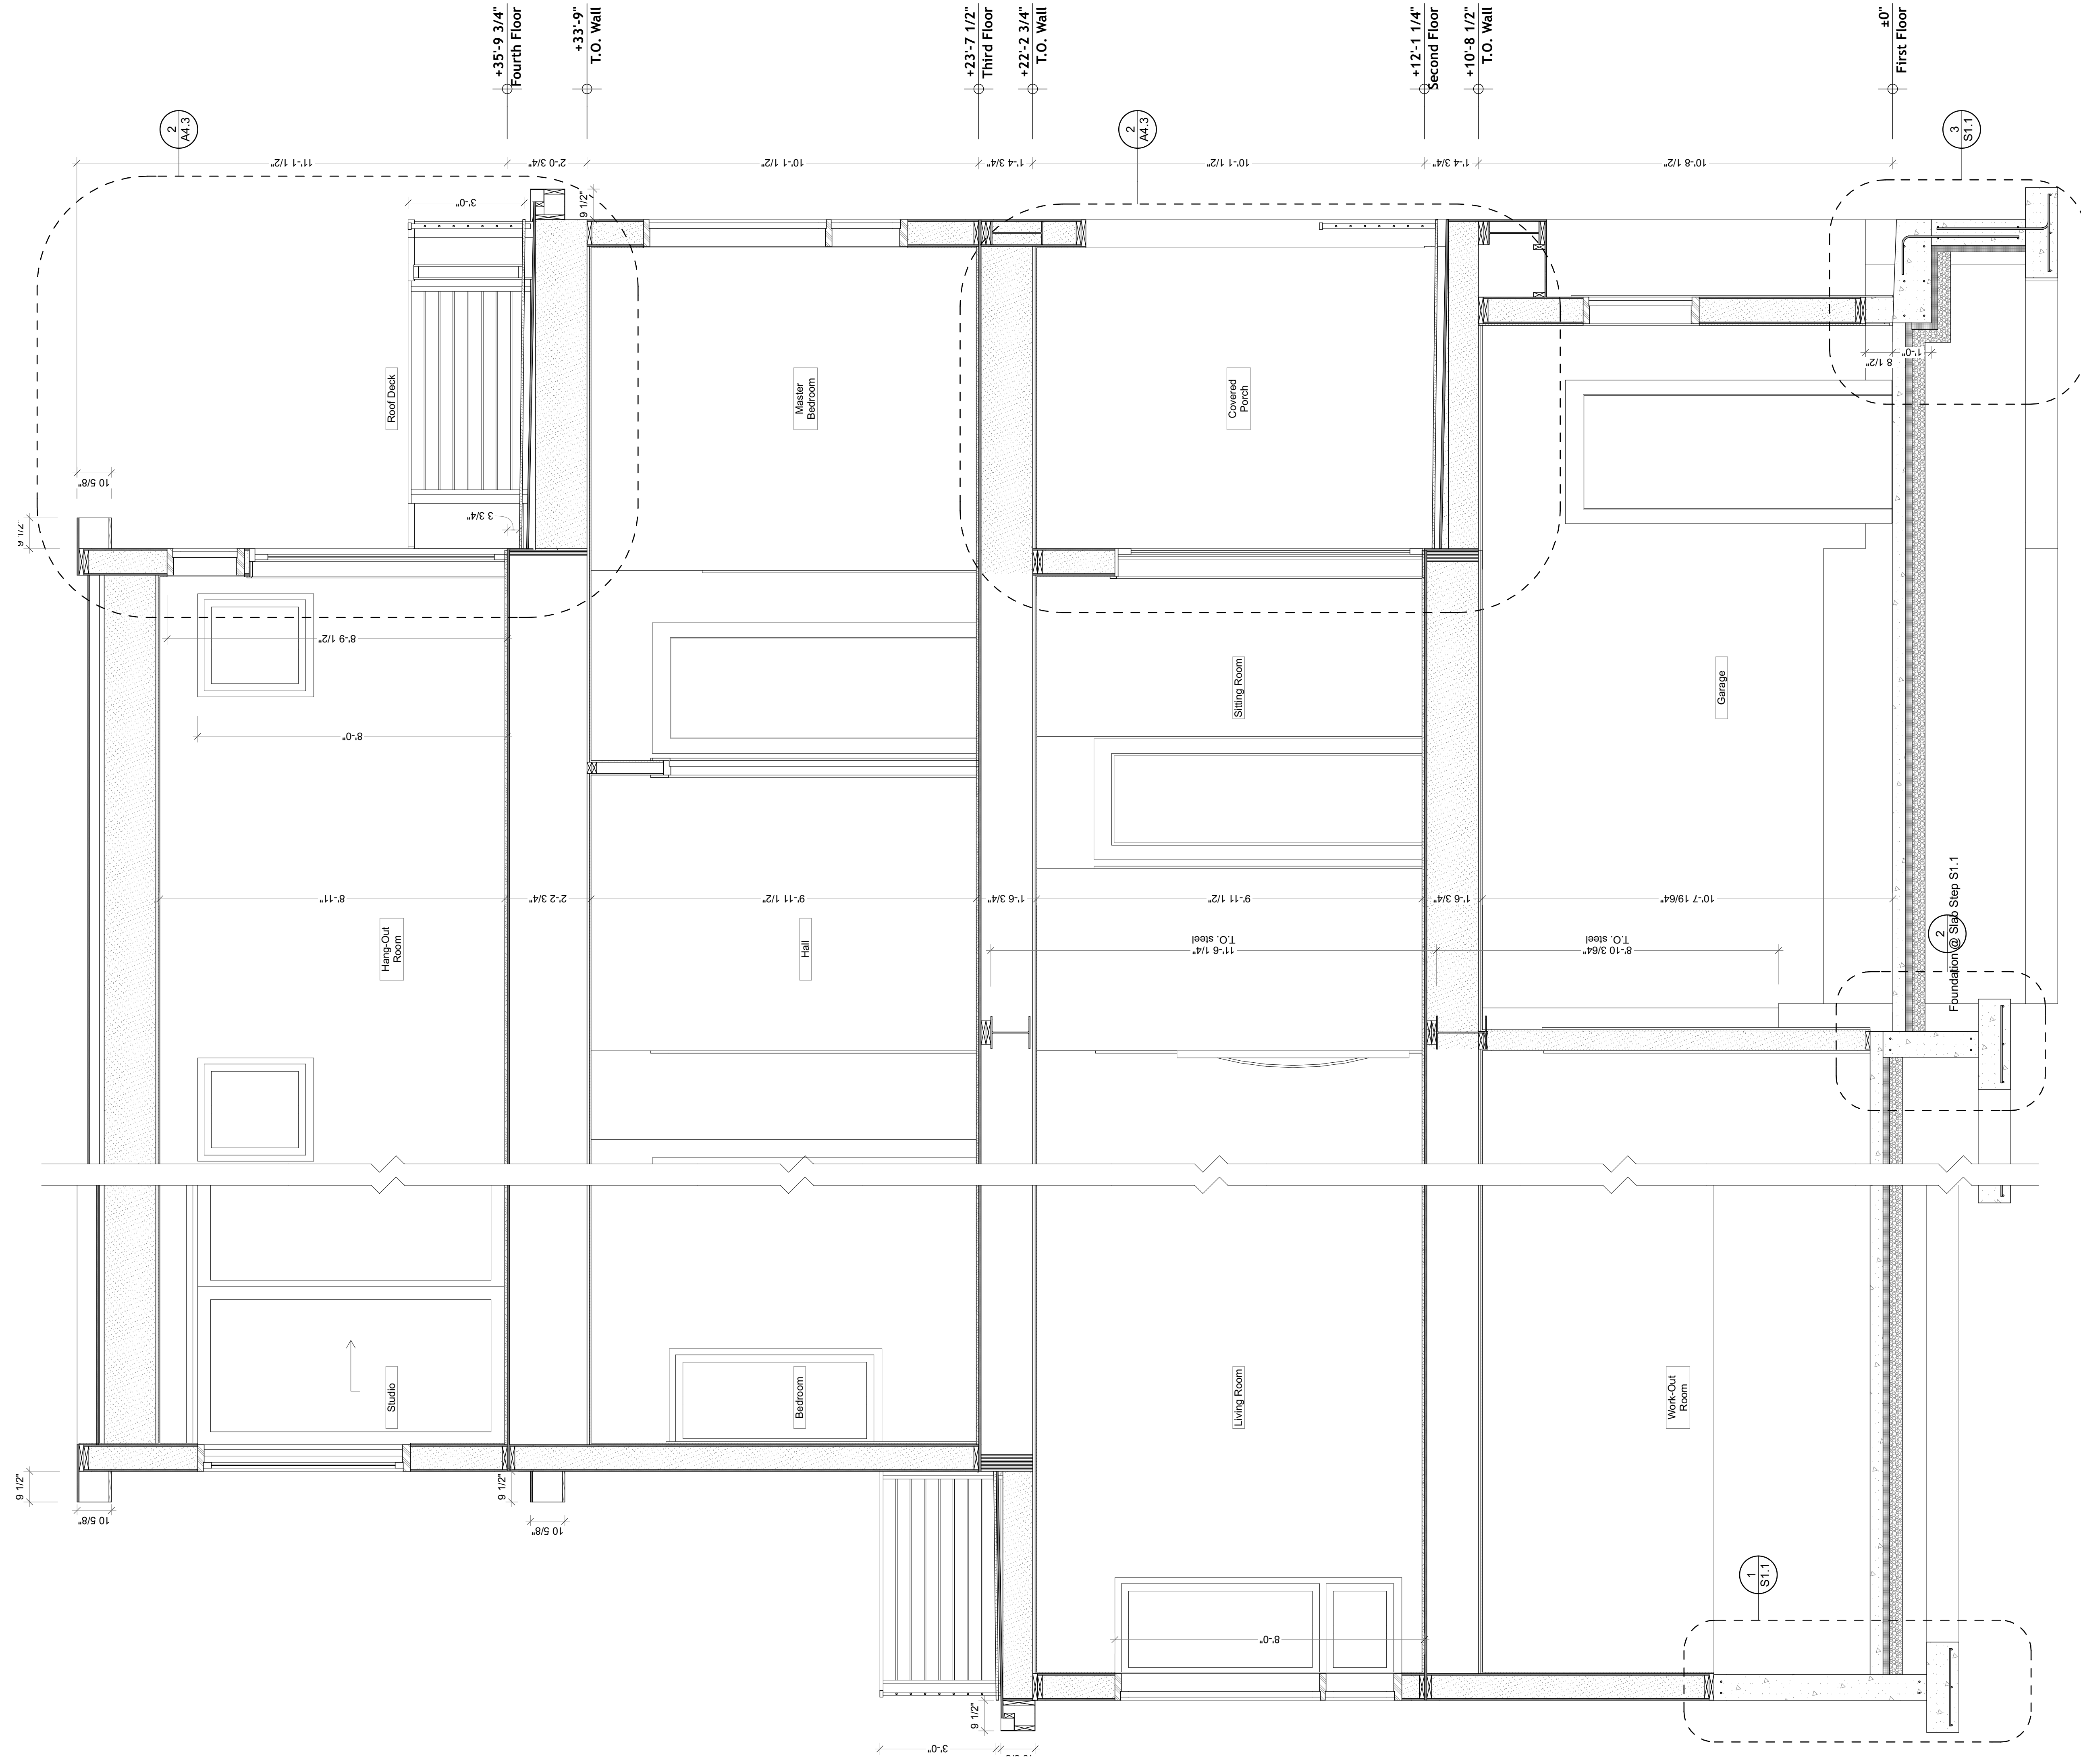 +35'-9 3/4"
Fourth Floor
+33'-9"
T.O. Wall
+23'-7 1/2"
Third Floor
+22'-2 3/4"
T.O. Wall
+12'-1 1/4"
Second Floor
+10'-8 1/2"
T.O. Wall
±0"
First Floor
2
A4.3
2
A4.3
3
S1.1
11'-1 1/2"
2'-0 3/4"
10'-1 1/2"
1'-4 3/4"
10'-1 1/2"
1'-4 3/4"
10'-8 1/2"
3'-0"
9 1/2"
Roof Deck
Master
Bedroom
Covered
Porch
8 1/2"
1'-0"
10 5/8"
3 3/4"
8'-9 1/2"
8'-0"
Sitting Room
Garage
8'-11"
2'-2 3/4"
9'-11 1/2"
1'-6 3/4"
9'-11 1/2"
1'-6 3/4"
10'-7 19/64"
Hang-Out
Room
Hall
11'-6 1/4"
T.O. steel
8'-10 3/64"
T.O. steel
2
Foundation@ Slab Step S1.1
Studio
Bedroom
Living Room
Work-Out
Room
9 1/2"
10 5/8"
9 1/2"
10 5/8"
1
S1.1
8'-0"
9 1/2"
3'-0"